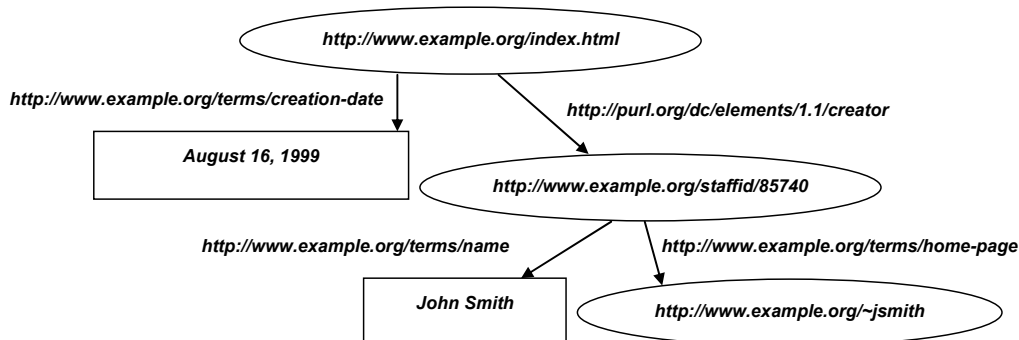 http://www.example.org/index.html
http://www.example.org/terms/creation-date
http://purl.org/dc/elements/1.1/creator
August 16, 1999
http://www.example.org/staffid/85740
http://www.example.org/terms/name
http://www.example.org/terms/home-page
John Smith
http://www.example.org/~jsmith